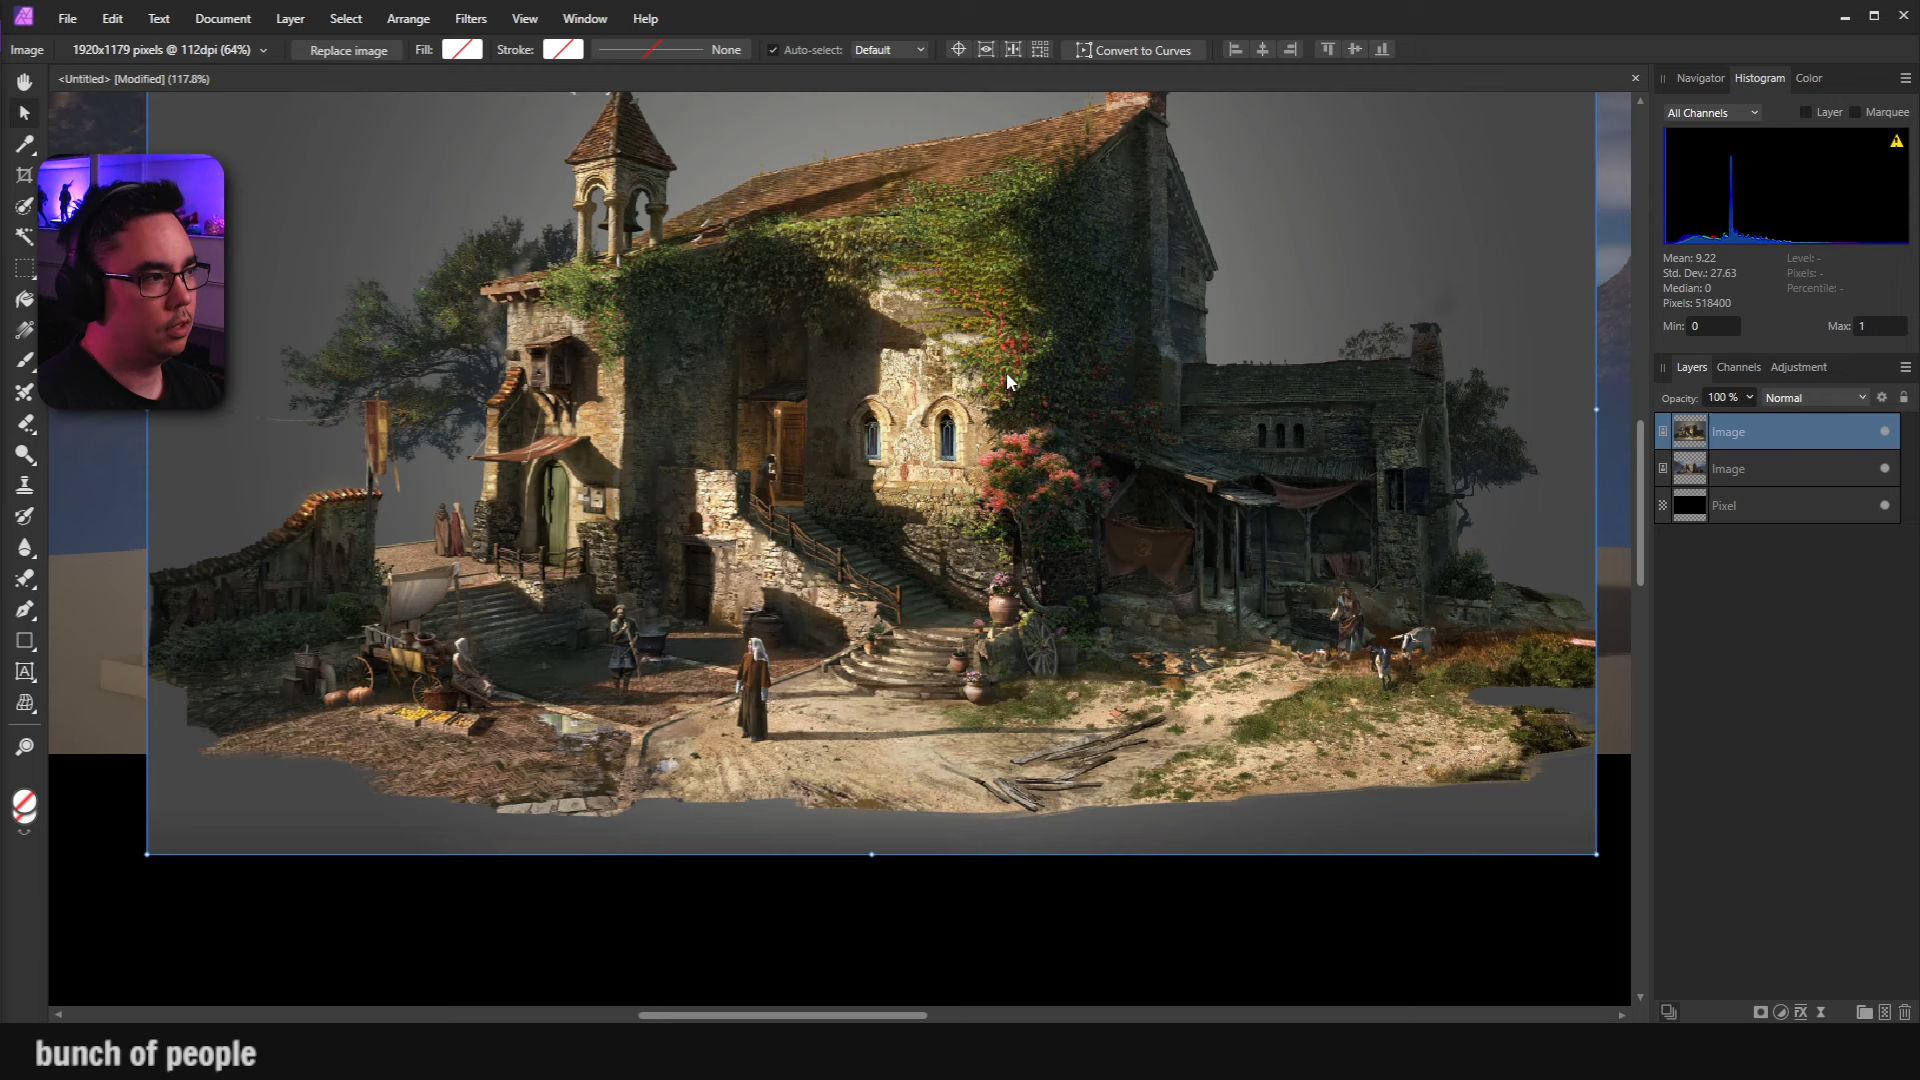 File Edit Text Document Layer Select Arrange Filters View Window Help
Image 1920x1179 pixels @ 112dpi (64%) Replace image Fill: Stroke: None Auto-select: Default Convert to Curves
<Untitled> [Modified] (117.8%)
Navigator Histogram Color
All Channels Layer Marquee
Mean: 9.22 Level: -
Std. Dev.: 27.63 Pixels: -
Median: 0 Percentile: -
Pixels: 518400
Min: 0 Max: 1
Layers Channels Adjustment
Opacity: 100 % Normal
Image
Image
Pixel
bunch of people